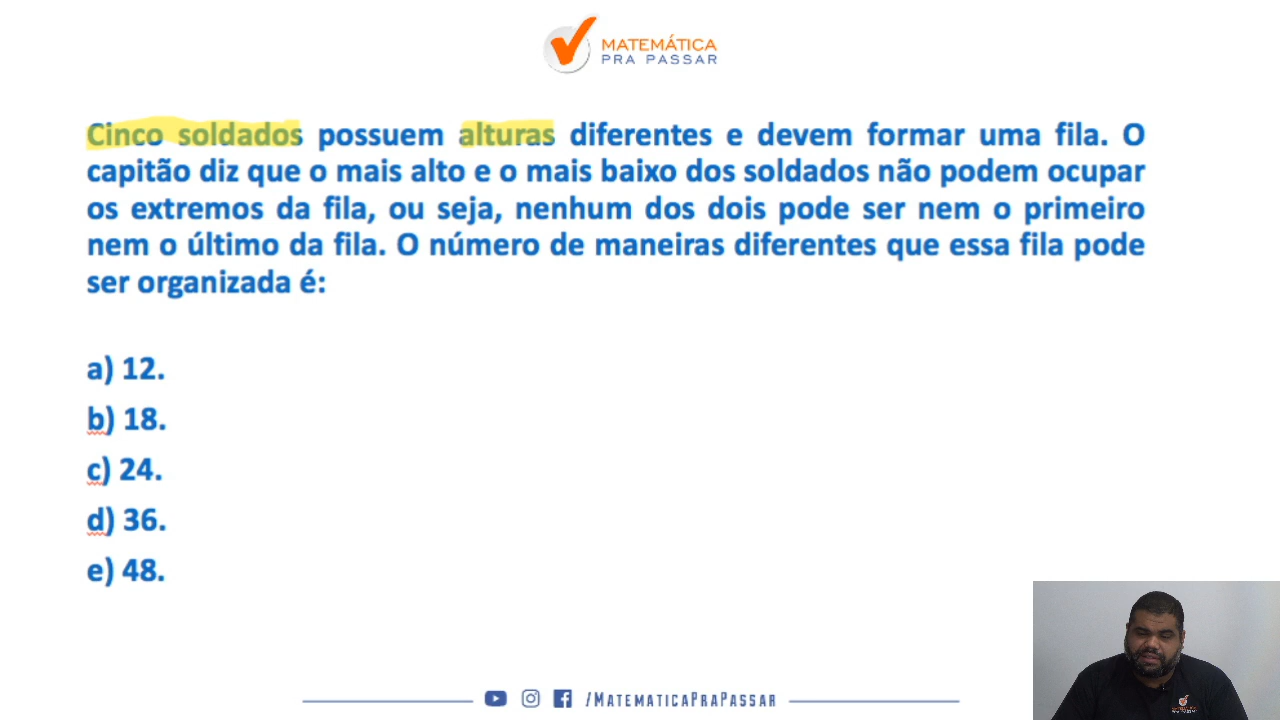 MATEMÁTICA
PRA PASSAR
Cinco soldados possuem alturas diferentes e devem formar uma fila. O
capitão diz que o mais alto e o mais baixo dos soldados não podem ocupar
os extremos da fila, ou seja, nenhum dos dois pode ser nem o primeiro
nem o último da fila. O número de maneiras diferentes que essa fila pode
ser organizada é:
a) 12.
b) 18.
c) 24.
d) 36.
e) 48.
/MATEMATICAPRAPASSAR
MATEMÁTICA
PRA PASSAR